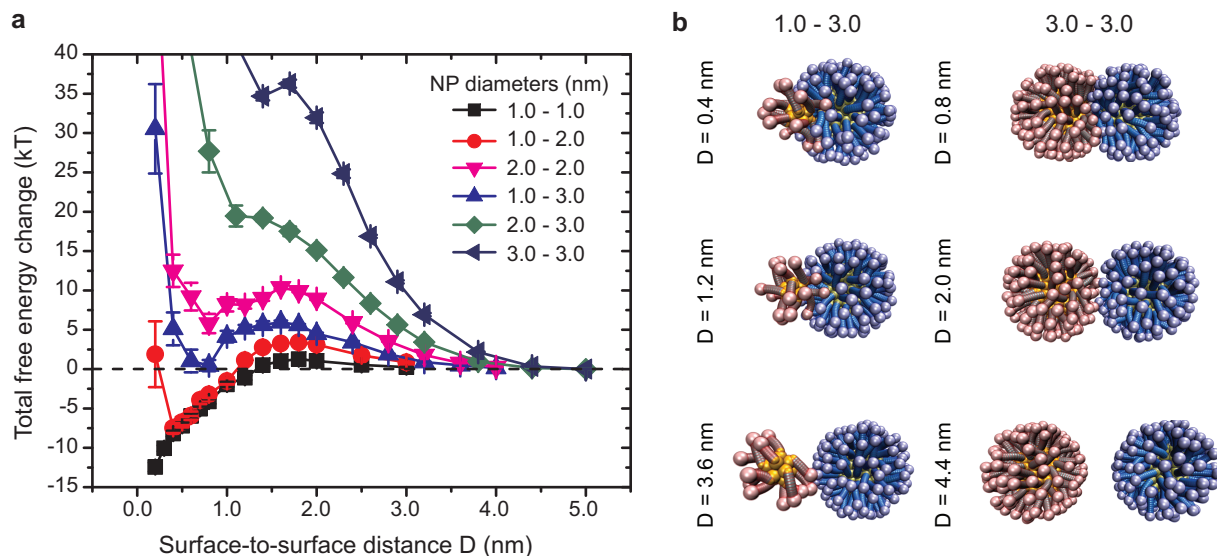 a
Total free energy change (kT)
40
35
30
25
20
15
10
5
0
-5
-10
-15
0.0
1.0
2.0
3.0
4.0
5.0
Surface-to-surface distance D (nm)
NP diameters (nm)
1.0 - 1.0
1.0 - 2.0
2.0 - 2.0
1.0 - 3.0
2.0 - 3.0
3.0 - 3.0
b
1.0 - 3.0
3.0 - 3.0
D = 0.4 nm
D = 0.8 nm
D = 1.2 nm
D = 2.0 nm
D = 3.6 nm
D = 4.4 nm